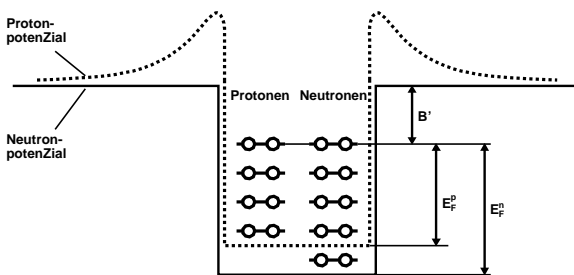 Proton-
potenZial
Neutron-
potenZial
Protonen Neutronen
B'
E_F^p
E_F^n